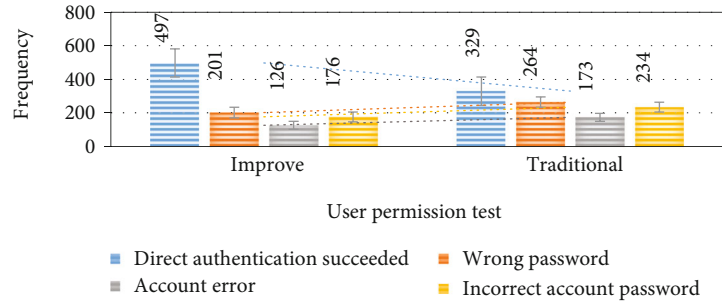 Frequency
800
600
400
200
0
497
201
126
176
329
264
173
234
Improve
Traditional
User permission test
Direct authentication succeeded
Wrong password
Account error
Incorrect account password